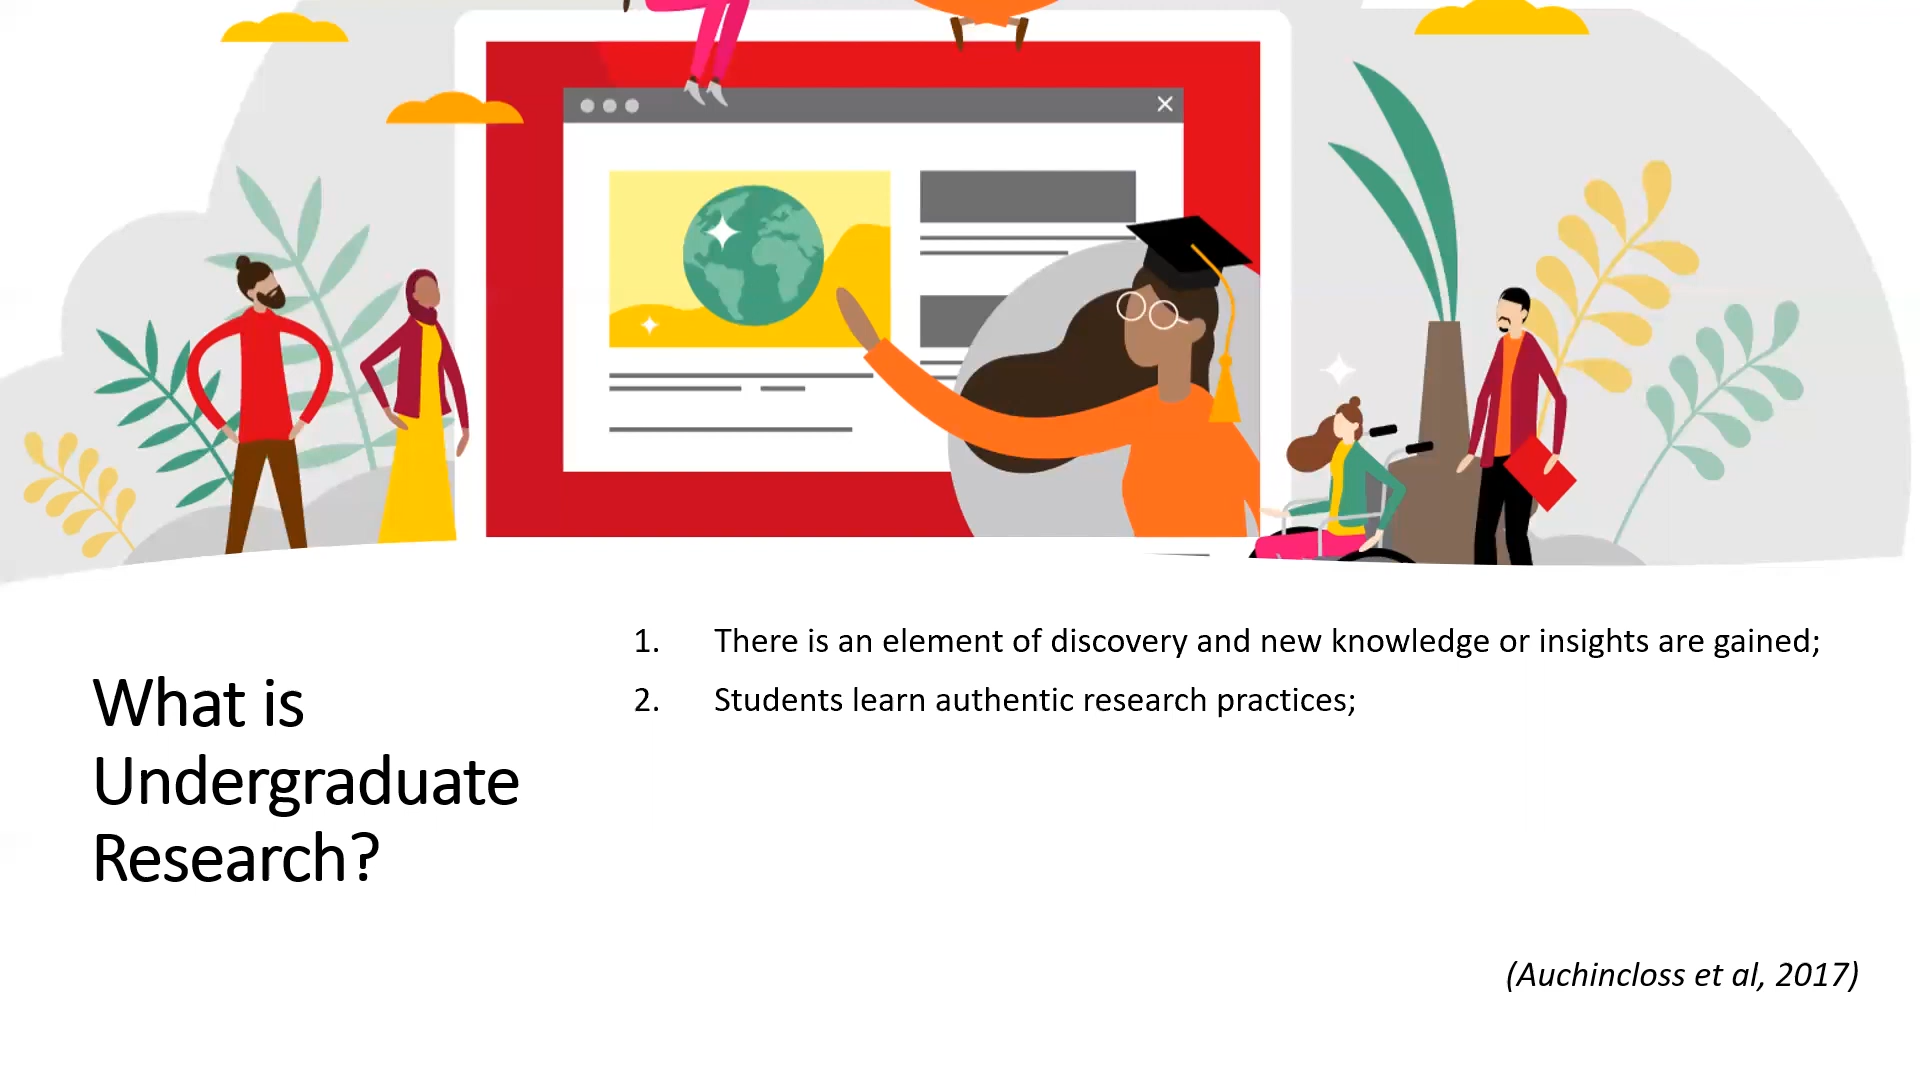 What is
Undergraduate
Research?
1. There is an element of discovery and new knowledge or insights are gained;
2. Students learn authentic research practices;
(Auchincloss et al, 2017)